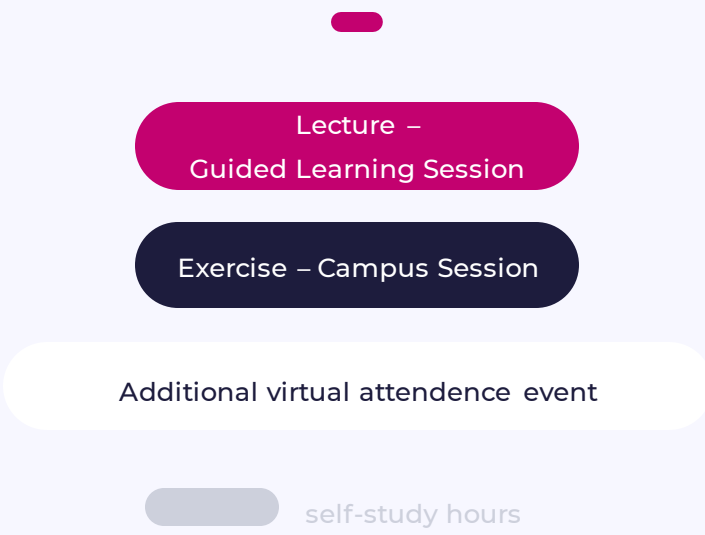 Lecture –
Guided Learning Session
Exercise – Campus Session
Additional virtual attendence event
self-study hours